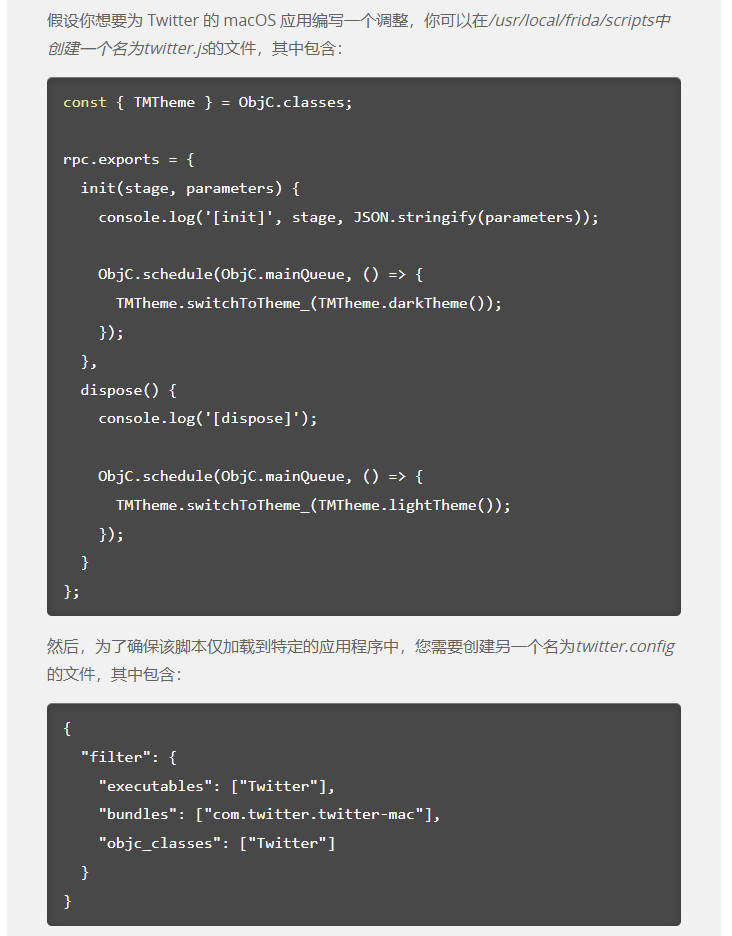 假设你想要为 Twitter 的 macOS 应用编写一个调整，你可以在/usr/local/frida/scripts中
创建一个名为twitter.js的文件，其中包含：
const { TMTheme } = ObjC.classes;
rpc.exports = {
  init(stage, parameters) {
    console.log('[init]', stage, JSON.stringify(parameters));
    ObjC.schedule(ObjC.mainQueue, () => {
      TMTheme.switchToTheme_(TMTheme.darkTheme());
    });
  },
  dispose() {
    console.log('[dispose]');
    ObjC.schedule(ObjC.mainQueue, () => {
      TMTheme.switchToTheme_(TMTheme.lightTheme());
    });
  }
};
然后，为了确保该脚本仅加载到特定的应用程序中，您需要创建另一个名为twitter.config
的文件，其中包含：
{
  "filter": {
    "executables": ["Twitter"],
    "bundles": ["com.twitter.twitter-mac"],
    "objc_classes": ["Twitter"]
  }
}